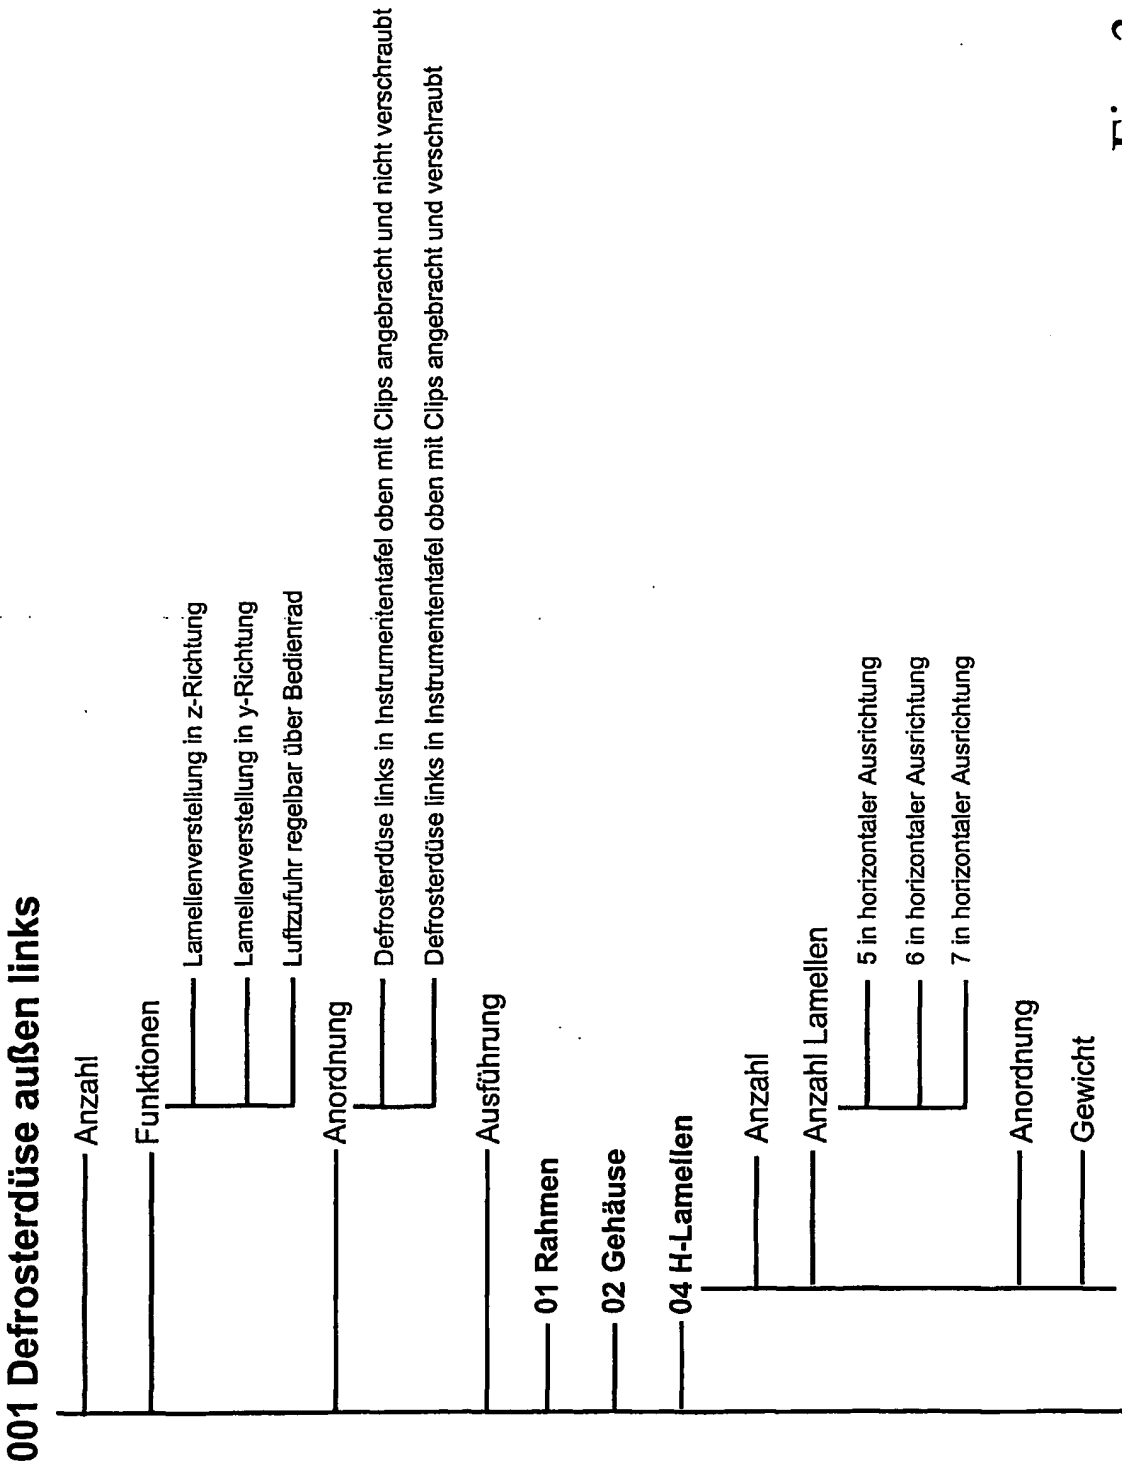 001 Defrosterdüse außen links
Anzahl
Funktionen
Lamellenverstellung in z-Richtung
Lamellenverstellung in y-Richtung
Luftzufuhr regelbar über Bedienrad
Anordnung
Defrosterdüse links in Instrumententafel oben mit Clips angebracht und nicht verschraubt
Defrosterdüse links in Instrumententafel oben mit Clips angebracht und verschraubt
Ausführung
01 Rahmen
02 Gehäuse
04 H-Lamellen
Anzahl
Anzahl Lamellen
5 in horizontaler Ausrichtung
6 in horizontaler Ausrichtung
7 in horizontaler Ausrichtung
Anordnung
Gewicht